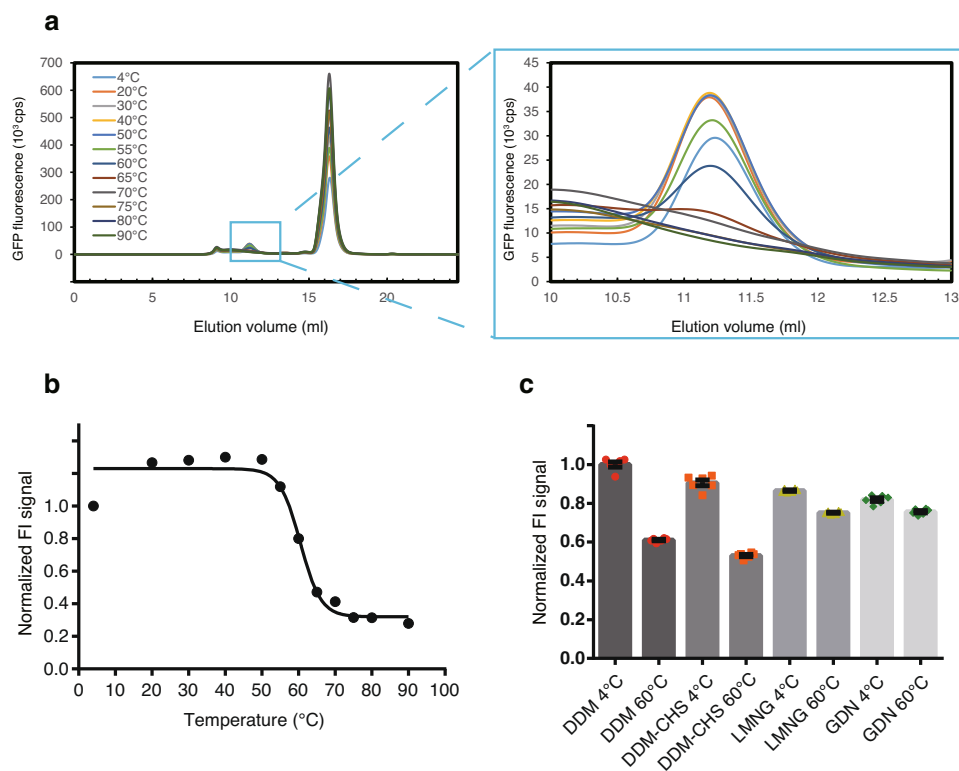 a
GFP fluorescence (10³ cps)
700
600
500
400
300
200
100
0
0
5
10
15
20
Elution volume (ml)
4°C
20°C
30°C
40°C
50°C
55°C
60°C
65°C
70°C
75°C
80°C
90°C
GFP fluorescence (10³ cps)
45
40
35
30
25
20
15
10
5
0
10
10.5
11
11.5
12
12.5
13
Elution volume (ml)
b
Normalized FI signal
1.0
0.8
0.6
0.4
0.2
0.0
0
10
20
30
40
50
60
70
80
90
100
Temperature (°C)
c
Normalized FI signal
1.0
0.8
0.6
0.4
0.2
0.0
DDM 4°C
DDM 60°C
DDM-CHS 4°C
DDM-CHS 60°C
LMNG 4°C
LMNG 60°C
GDN 4°C
GDN 60°C